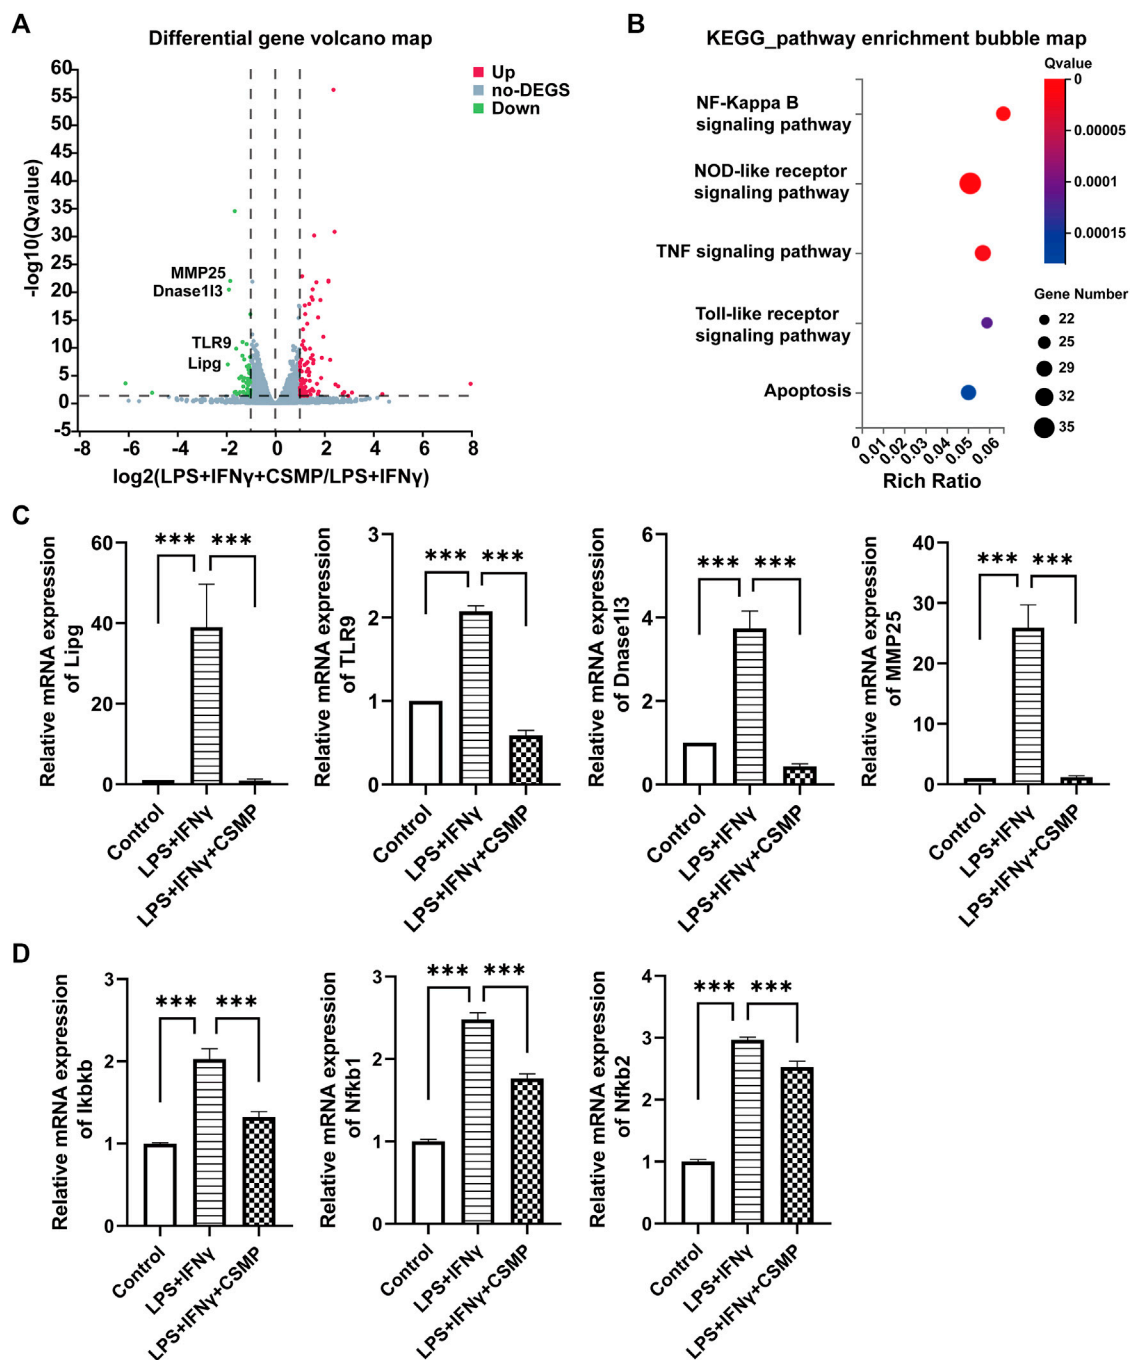 A
Differential gene volcano map
60
55
50
45
40
35
30
25
20
15
10
5
0
-5
-log10(Qvalue)
MMP25
Dnase1l3
TLR9
Lipg
Up
no-DEGS
Down
-8
-6
-4
-2
0
2
4
6
8
log2(LPS+IFNγ+CSMP/LPS+IFNγ)
B
KEGG_pathway enrichment bubble map
NF-Kappa B
signaling pathway
NOD-like receptor
signaling pathway
TNF signaling pathway
Toll-like receptor
signaling pathway
Apoptosis
0
0.01
0.02
0.03
0.04
0.05
0.06
Rich Ratio
Qvalue
0
0.00005
0.0001
0.00015
Gene Number
22
25
29
32
35
C
Relative mRNA expression
of Lipg
60
40
20
0
***
***
Control
LPS+IFNγ
LPS+IFNγ+CSMP
Relative mRNA expression
of TLR9
3
2
1
0
***
***
Control
LPS+IFNγ
LPS+IFNγ+CSMP
Relative mRNA expression
of Dnase1l3
6
4
2
0
***
***
Control
LPS+IFNγ
LPS+IFNγ+CSMP
Relative mRNA expression
of MMP25
40
30
20
10
0
***
***
Control
LPS+IFNγ
LPS+IFNγ+CSMP
D
Relative mRNA expression
of Ikbkb
3
2
1
0
***
***
Control
LPS+IFNγ
LPS+IFNγ+CSMP
Relative mRNA expression
of Nfkb1
3
2
1
0
***
***
Control
LPS+IFNγ
LPS+IFNγ+CSMP
Relative mRNA expression
of Nfkb2
4
3
2
1
0
***
***
Control
LPS+IFNγ
LPS+IFNγ+CSMP